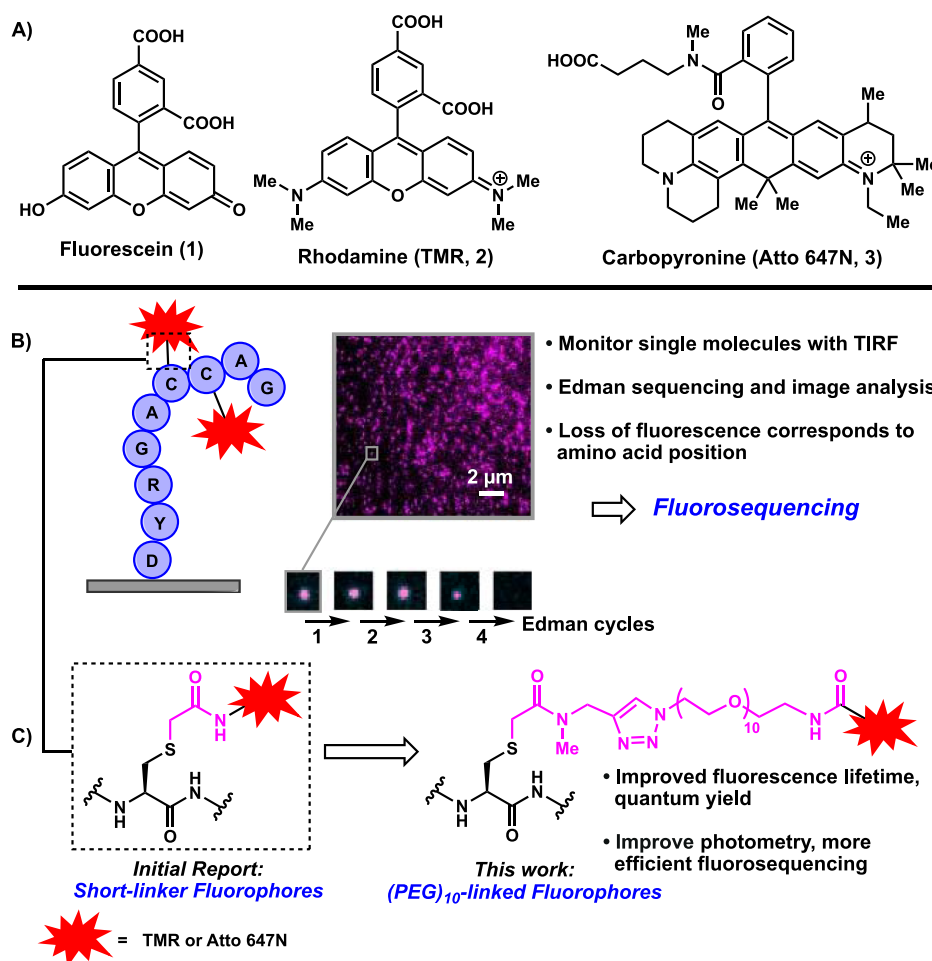 A)
COOH
COOH
HO
O
O
Fluorescein (1)
COOH
COOH
Me
N
Me
O
Me
N
Me
+
Rhodamine (TMR, 2)
HOOC
Me
N
O
Me
N
Me Me
+
N
Me
Me
Me
Carbopyronine (Atto 647N, 3)
B)
C
C
A
G
A
G
R
Y
D
2 µm
• Monitor single molecules with TIRF
• Edman sequencing and image analysis
• Loss of fluorescence corresponds to
amino acid position
Fluorosequencing
1 2 3 4 Edman cycles
C)
O
N
H
S
N
H
O
H
N
Initial Report:
Short-linker Fluorophores
O
N
Me
N
N
N
O
10
N
H
O
S
N
H
O
H
N
This work:
(PEG)10-linked Fluorophores
• Improved fluorescence lifetime,
quantum yield
• Improve photometry, more
efficient fluorosequencing
= TMR or Atto 647N